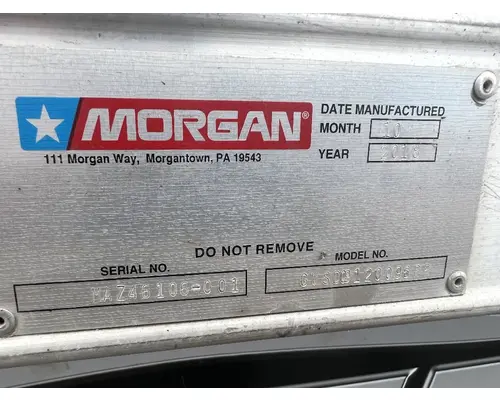 MORGAN®
111 Morgan Way, Morgantown, PA 19543
DATE MANUFACTURED
MONTH 10
YEAR
DO NOT REMOVE
SERIAL NO.
MODEL NO.